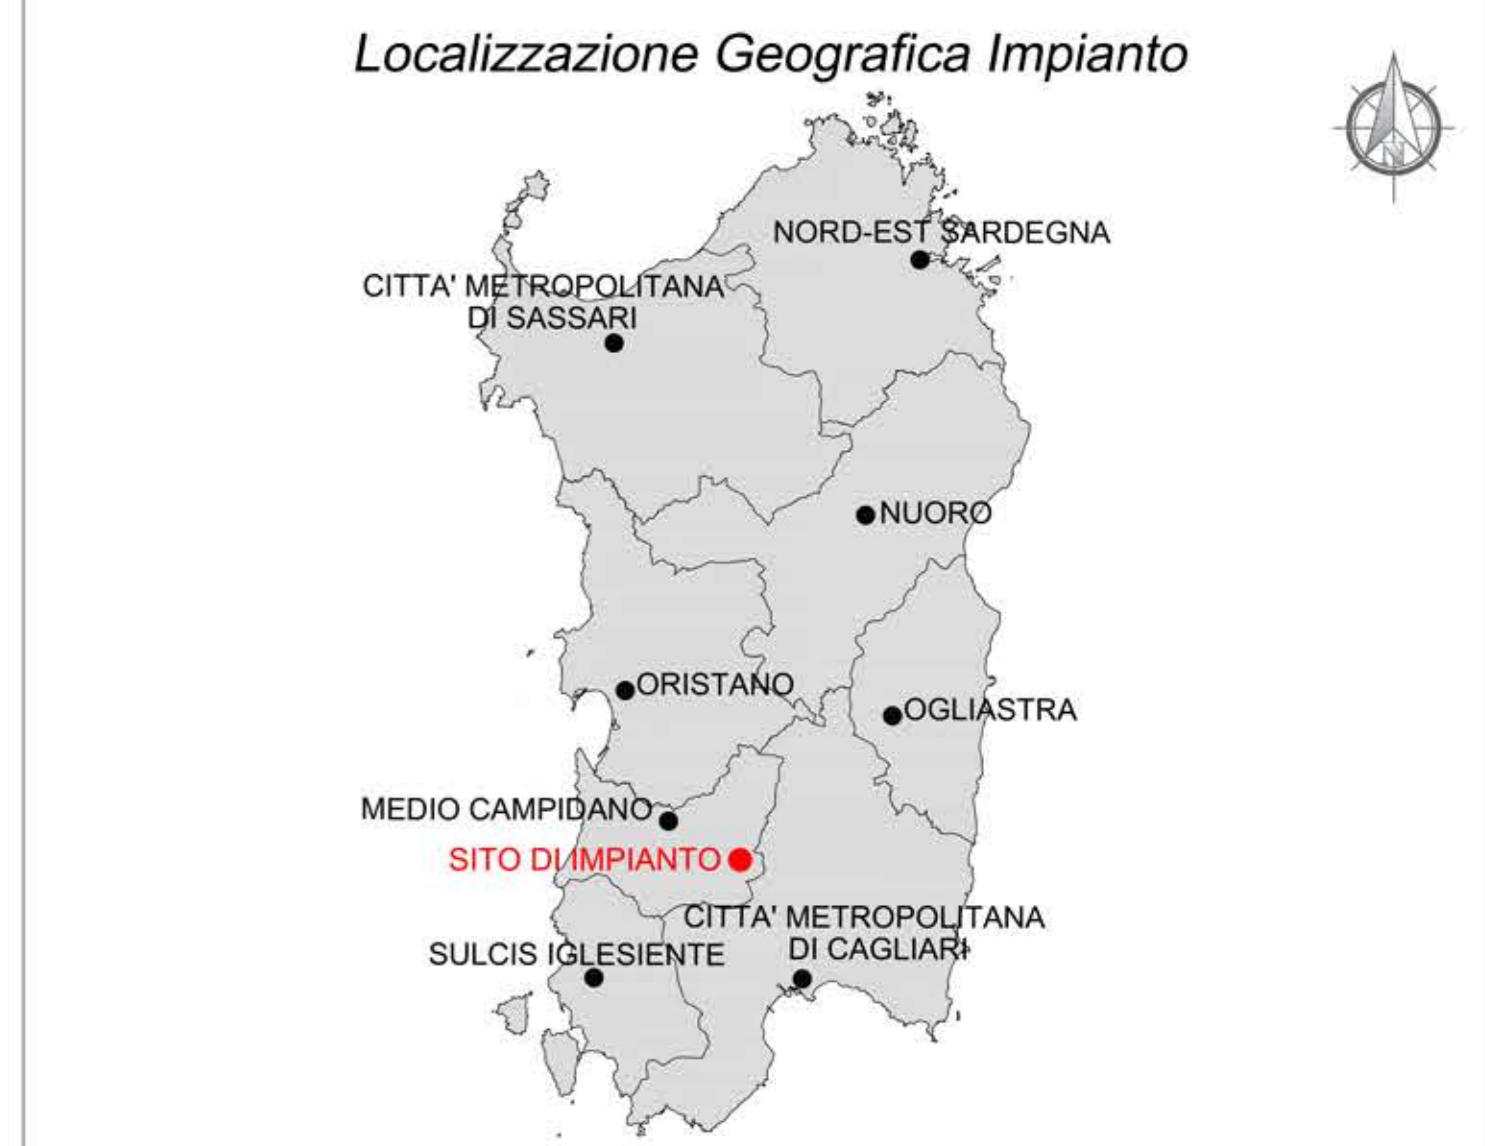 Localizzazione Geografica Impianto
N
NORD-EST SARDEGNA
CITTA' METROPOLITANA
DI SASSARI
NUORO
ORISTANO
OGLIASTRA
MEDIO CAMPIDANO
SITO DI IMPIANTO
CITTA' METROPOLITANA
DI CAGLIARI
SULCIS IGLESIENTE